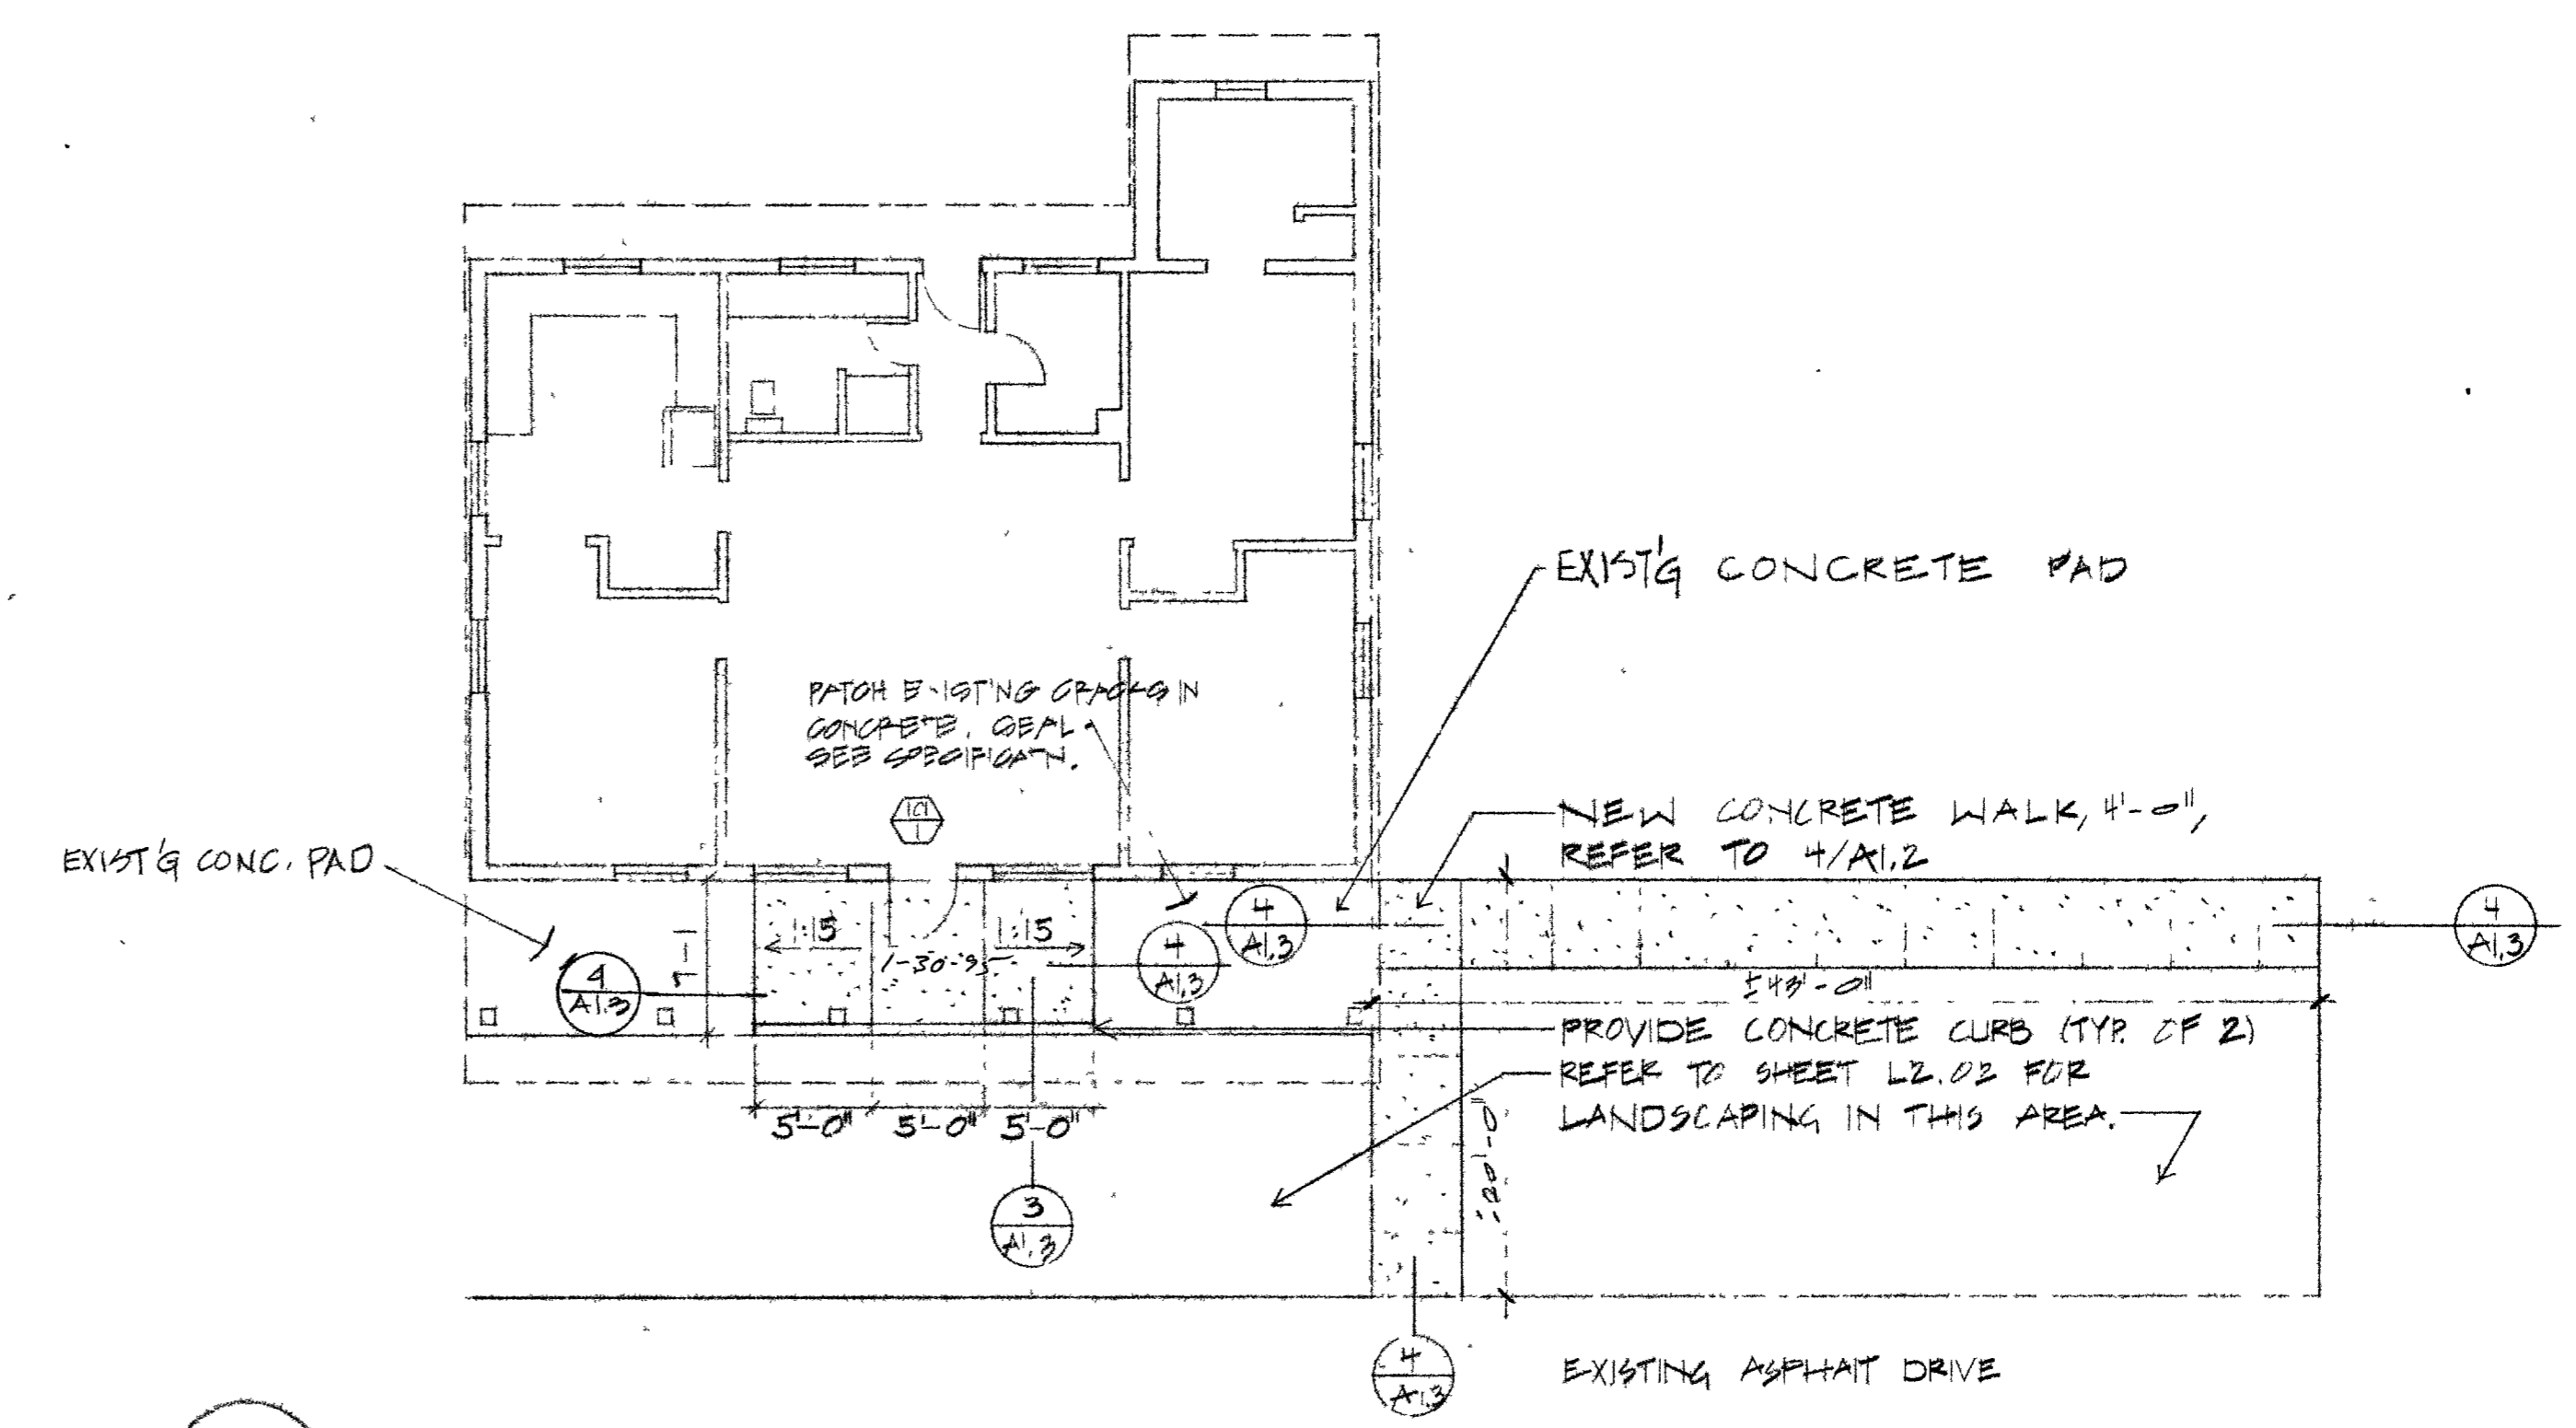 PATCH EXISTING CRACKS IN
CONCRETE. SEAL
SEE SPECIFICAT'N.
101
1
EXIST'G CONCRETE PAD
NEW CONCRETE WALK, 4'-0",
REFER TO 4/A1.2
EXIST'G CONC. PAD
4
A1.3
1:15
1:15
1-30-95
4
A1.3
4
A1.3
4
A1.3
±43'-0"
PROVIDE CONCRETE CURB (TYP. OF 2)
REFER TO SHEET L2.02 FOR
LANDSCAPING IN THIS AREA.
5'-0" 5'-0" 5'-0"
±20'-0"
3
A1.3
4
A1.3
EXISTING ASPHALT DRIVE